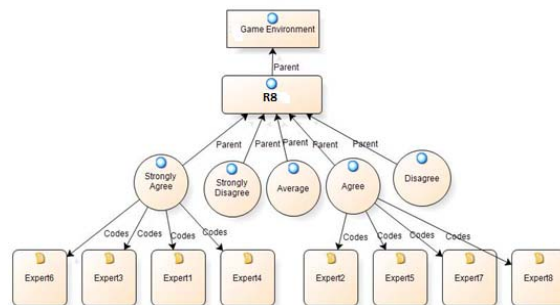 Game Environment
Parent
R8
Parent
Parent
Parent
Parent
Parent
Strongly
Agree
Strongly
Disagree
Average
Agree
Disagree
Codes
Codes
Codes
Codes
Codes
Codes
Codes
Codes
Expert6
Expert3
Expert1
Expert4
Expert2
Expert5
Expert7
Expert8